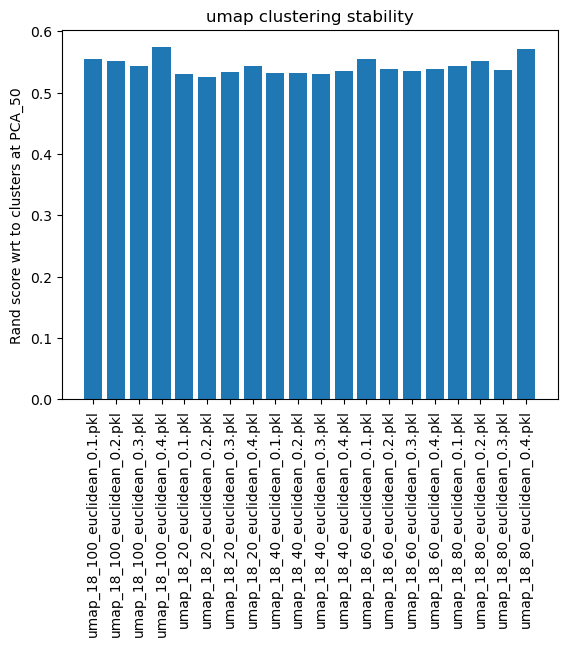 umap clustering stability
Rand score wrt to clusters at PCA_50
0.6
0.5
0.4
0.3
0.2
0.1
0.0
umap_18_100_euclidean_0.1.pkl
umap_18_100_euclidean_0.2.pkl
umap_18_100_euclidean_0.3.pkl
umap_18_100_euclidean_0.4.pkl
umap_18_20_euclidean_0.1.pkl
umap_18_20_euclidean_0.2.pkl
umap_18_20_euclidean_0.3.pkl
umap_18_20_euclidean_0.4.pkl
umap_18_40_euclidean_0.1.pkl
umap_18_40_euclidean_0.2.pkl
umap_18_40_euclidean_0.3.pkl
umap_18_40_euclidean_0.4.pkl
umap_18_60_euclidean_0.1.pkl
umap_18_60_euclidean_0.2.pkl
umap_18_60_euclidean_0.3.pkl
umap_18_60_euclidean_0.4.pkl
umap_18_80_euclidean_0.1.pkl
umap_18_80_euclidean_0.2.pkl
umap_18_80_euclidean_0.3.pkl
umap_18_80_euclidean_0.4.pkl